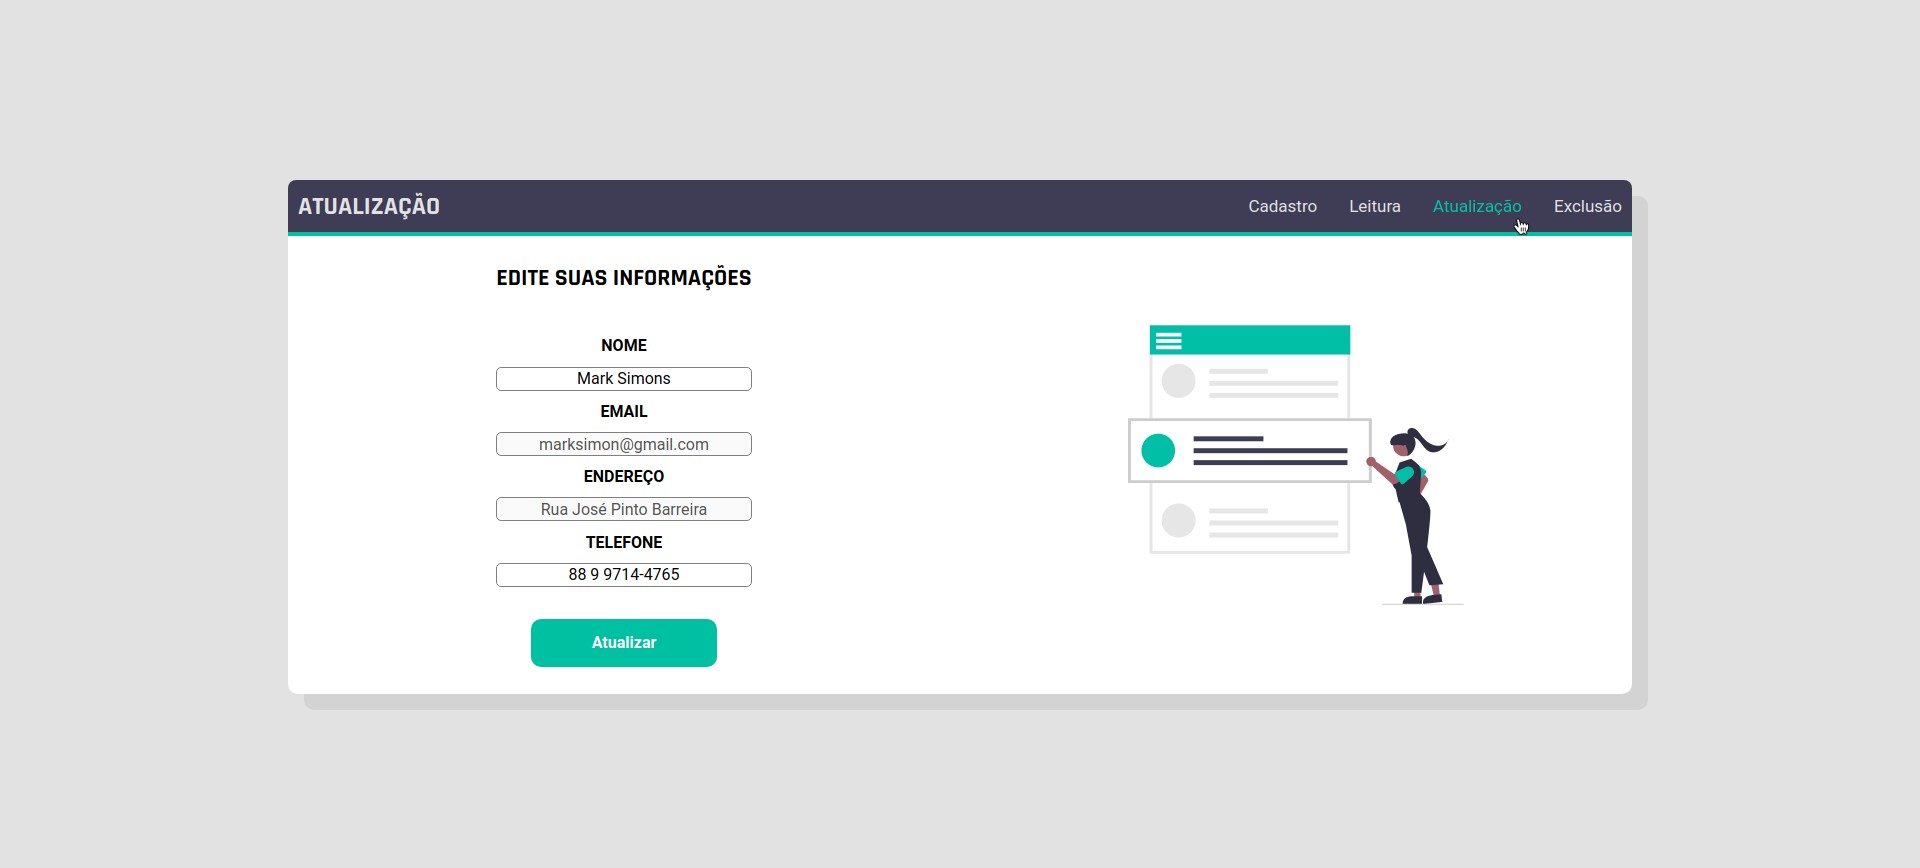 ATUALIZAÇÃO
Cadastro Leitura Atualização Exclusão
EDITE SUAS INFORMAÇÕES
NOME
Mark Simons
EMAIL
marksimon@gmail.com
ENDEREÇO
Rua José Pinto Barreira
TELEFONE
88 9 9714-4765
Atualizar